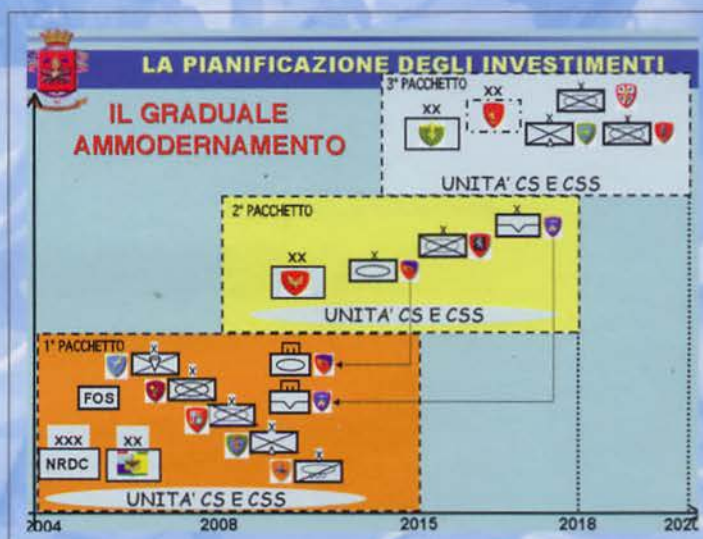 LA PIANIFICAZIONE DEGLI INVESTIMENTI
IL GRADUALE
AMMODERNAMENTO
3° PACCHETTO
XX
XX
X
X
X
UNITA' CS E CSS
2° PACCHETTO
XX
X
X
X
UNITA' CS E CSS
1° PACCHETTO
X
X
X
X
X
FOS
XXX
NRDC
XX
UNITA' CS E CSS
2004
2008
2015
2018
2020